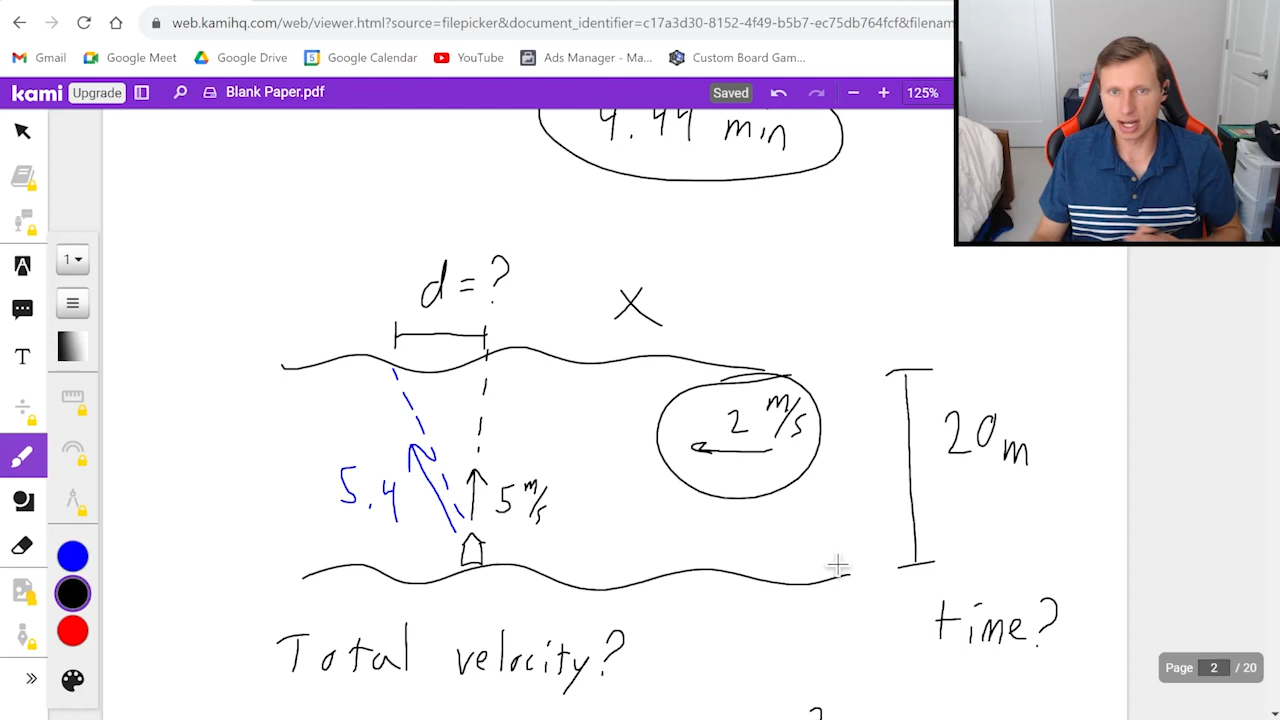 web.kamihq.com/web/viewer.html?source=filepicker&document_identifier=c17a3d30-8152-4f49-b5b7-ec75db764fcf&filenam
Gmail Google Meet Google Drive Google Calendar YouTube Ads Manager - Ma... Custom Board Gam...
5
kami Upgrade Blank Paper.pdf Saved 125%
4.44 min
1
A
T
d = ?
X
2 m/s
20 m
5.4
5 m/s
time?
Total velocity?
Page 2 / 20
?